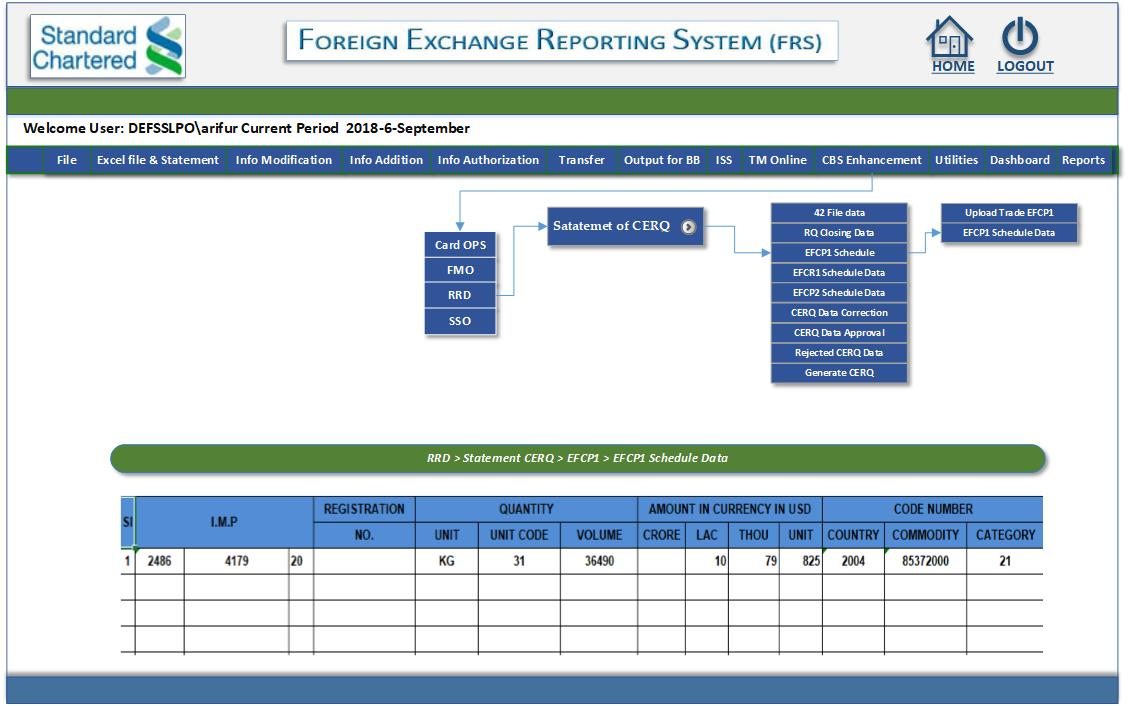 Standard
Chartered
FOREIGN EXCHANGE REPORTING SYSTEM (FRS)
HOME LOGOUT
Welcome User: DEFSSLPO\arifur Current Period 2018-6-September
File Excel file & Statement Info Modification Info Addition Info Authorization Transfer Output for BB ISS TM Online CBS Enhancement Utilities Dashboard Reports
Card OPS
FMO
RRD
SSO
Satatemet of CERQ
42 File data
RQ Closing Data
EFCP1 Schedule
EFCR1 Schedule Data
EFCP2 Schedule Data
CERQ Data Correction
CERQ Data Approval
Rejected CERQ Data
Generate CERQ
Upload Trade EFCP1
EFCP1 Schedule Data
RRD > Statement CERQ > EFCP1 > EFCP1 Schedule Data
Sl I.M.P REGISTRATION QUANTITY AMOUNT IN CURRENCY IN USD CODE NUMBER
NO. UNIT UNIT CODE VOLUME CRORE LAC THOU UNIT COUNTRY COMMODITY CATEGORY
1 2486 4179 20 KG 31 36490 10 79 825 2004 85372000 21